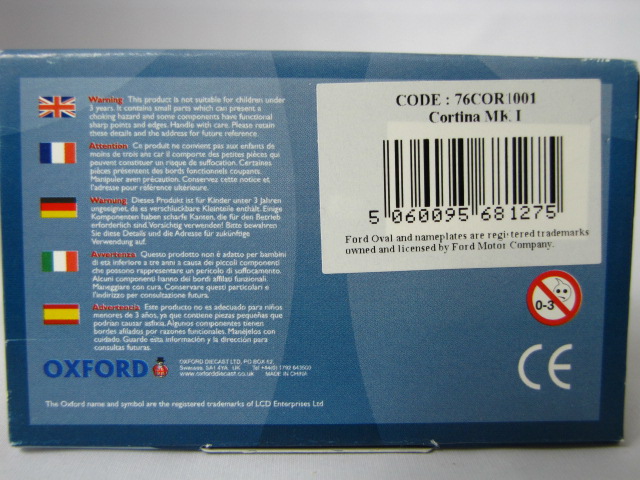 Warning This product is not suitable for children under
3 years. It contains small parts which can present a
choking hazard and some components have functional
sharp points and edges. Handle with care. Please retain
these details and the address for future reference.
Attention Ce produit ne convient pas aux enfants de
moins de trois ans car il comporte des petites pièces qui
peuvent constituer un risque de suffocation. Certaines
pièces présentent des bords fonctionnels coupants.
Manipuler avec précaution. Conservez cette notice et
l'adresse pour référence ultérieure.
Warnung Dieses Produkt ist für Kinder unter 3 Jahren
ungeeignet, da es verschluckbare Kleinteile enthält. Einige
Komponenten haben scharfe Kanten, die für den Betrieb
erforderlich sind. Vorsichtig verwenden! Bitte bewahren
Sie diese Details und die Adresse für zukünftige
Verwendung auf.
Avvertenza Questo prodotto non è adatto per bambini
di età inferiore a tre anni a causa dei piccoli componenti
che possono rappresentare un pericolo di soffocamento.
Alcuni componenti hanno dei bordi affilati funzionali.
Maneggiare con cura. Conservare questi particolari e
l'indirizzo per consultazione futura.
Advertencia Este producto no es adecuado para niños
menores de 3 años, ya que contiene piezas pequeñas que
podrían causar asfixia. Algunos componentes tienen
bordes afilados por razones funcionales. Manéjelos con
cuidado. Guarde esta información y la dirección para
consultas futuras.
OXFORD
OXFORD DIECAST LTD, PO BOX 62,
Swansea, SA1 4YA UK Tel +44(0) 1792 643500
www.oxforddiecast.co.uk MADE IN CHINA
The Oxford name and symbol are the registered trademarks of LCD Enterprises Ltd
CODE : 76COR1001
Cortina MK I
5 060095 681275
Ford Oval and nameplates are registered trademarks
owned and licensed by Ford Motor Company.
0-3
CE